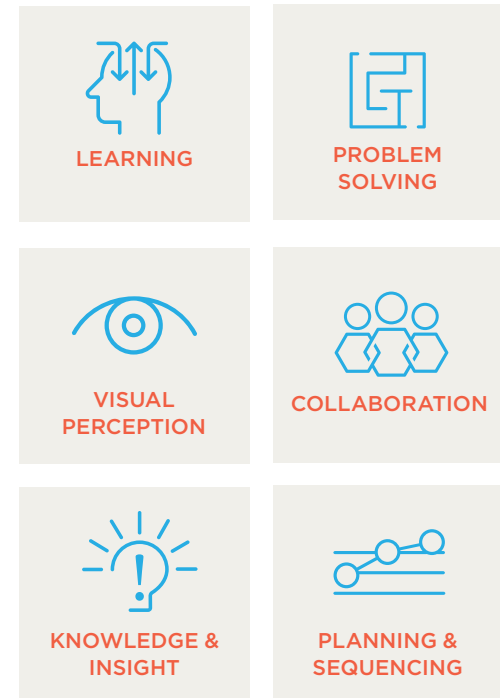 LEARNING
PROBLEM
SOLVING
VISUAL
PERCEPTION
COLLABORATION
KNOWLEDGE &
INSIGHT
PLANNING &
SEQUENCING